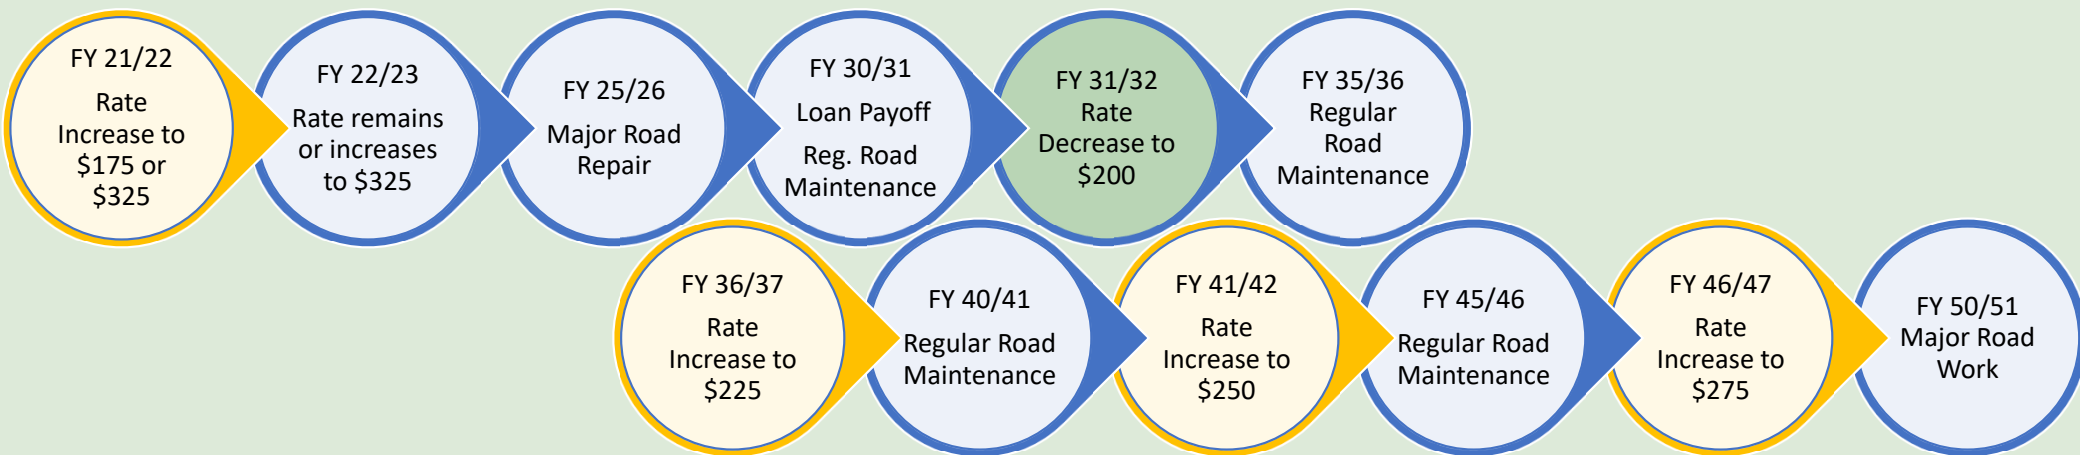 FY 21/22
Rate
Increase to
$175 or
$325
FY 22/23
Rate remains
or increases
to $325
FY 25/26
Major Road
Repair
FY 30/31
Loan Payoff
Reg. Road
Maintenance
FY 31/32
Rate
Decrease to
$200
FY 35/36
Regular
Road
Maintenance
FY 36/37
Rate
Increase to
$225
FY 40/41
Regular Road
Maintenance
FY 41/42
Rate
Increase to
$250
FY 45/46
Regular Road
Maintenance
FY 46/47
Rate
Increase to
$275
FY 50/51
Major Road
Work